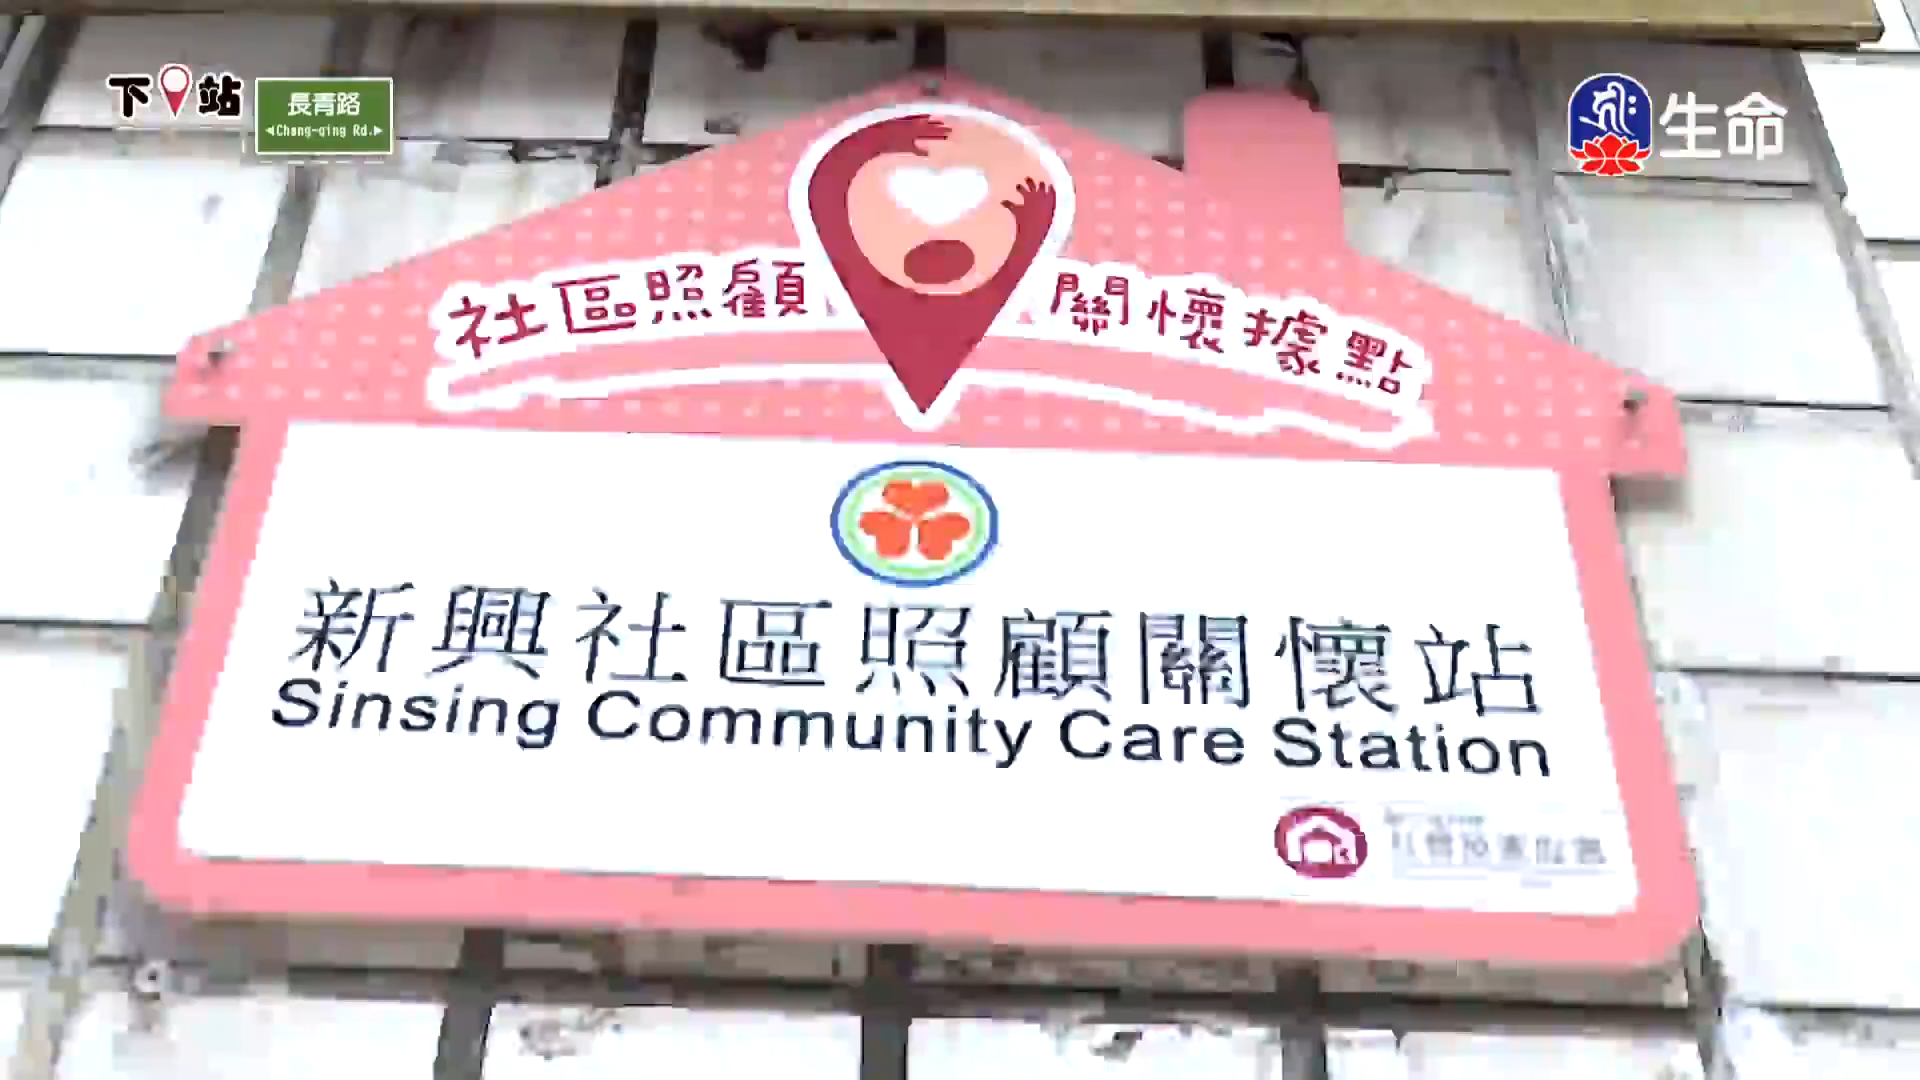 下 站
長青路
◀Chang-qing Rd.▶
生命
社區照顧 關懷據點
新興社區照顧關懷站
Sinsing Community Care Station